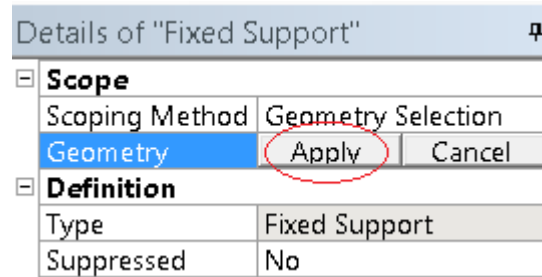 Details of "Fixed Support"
Scope
Scoping Method Geometry Selection
Geometry Apply Cancel
Definition
Type Fixed Support
Suppressed No